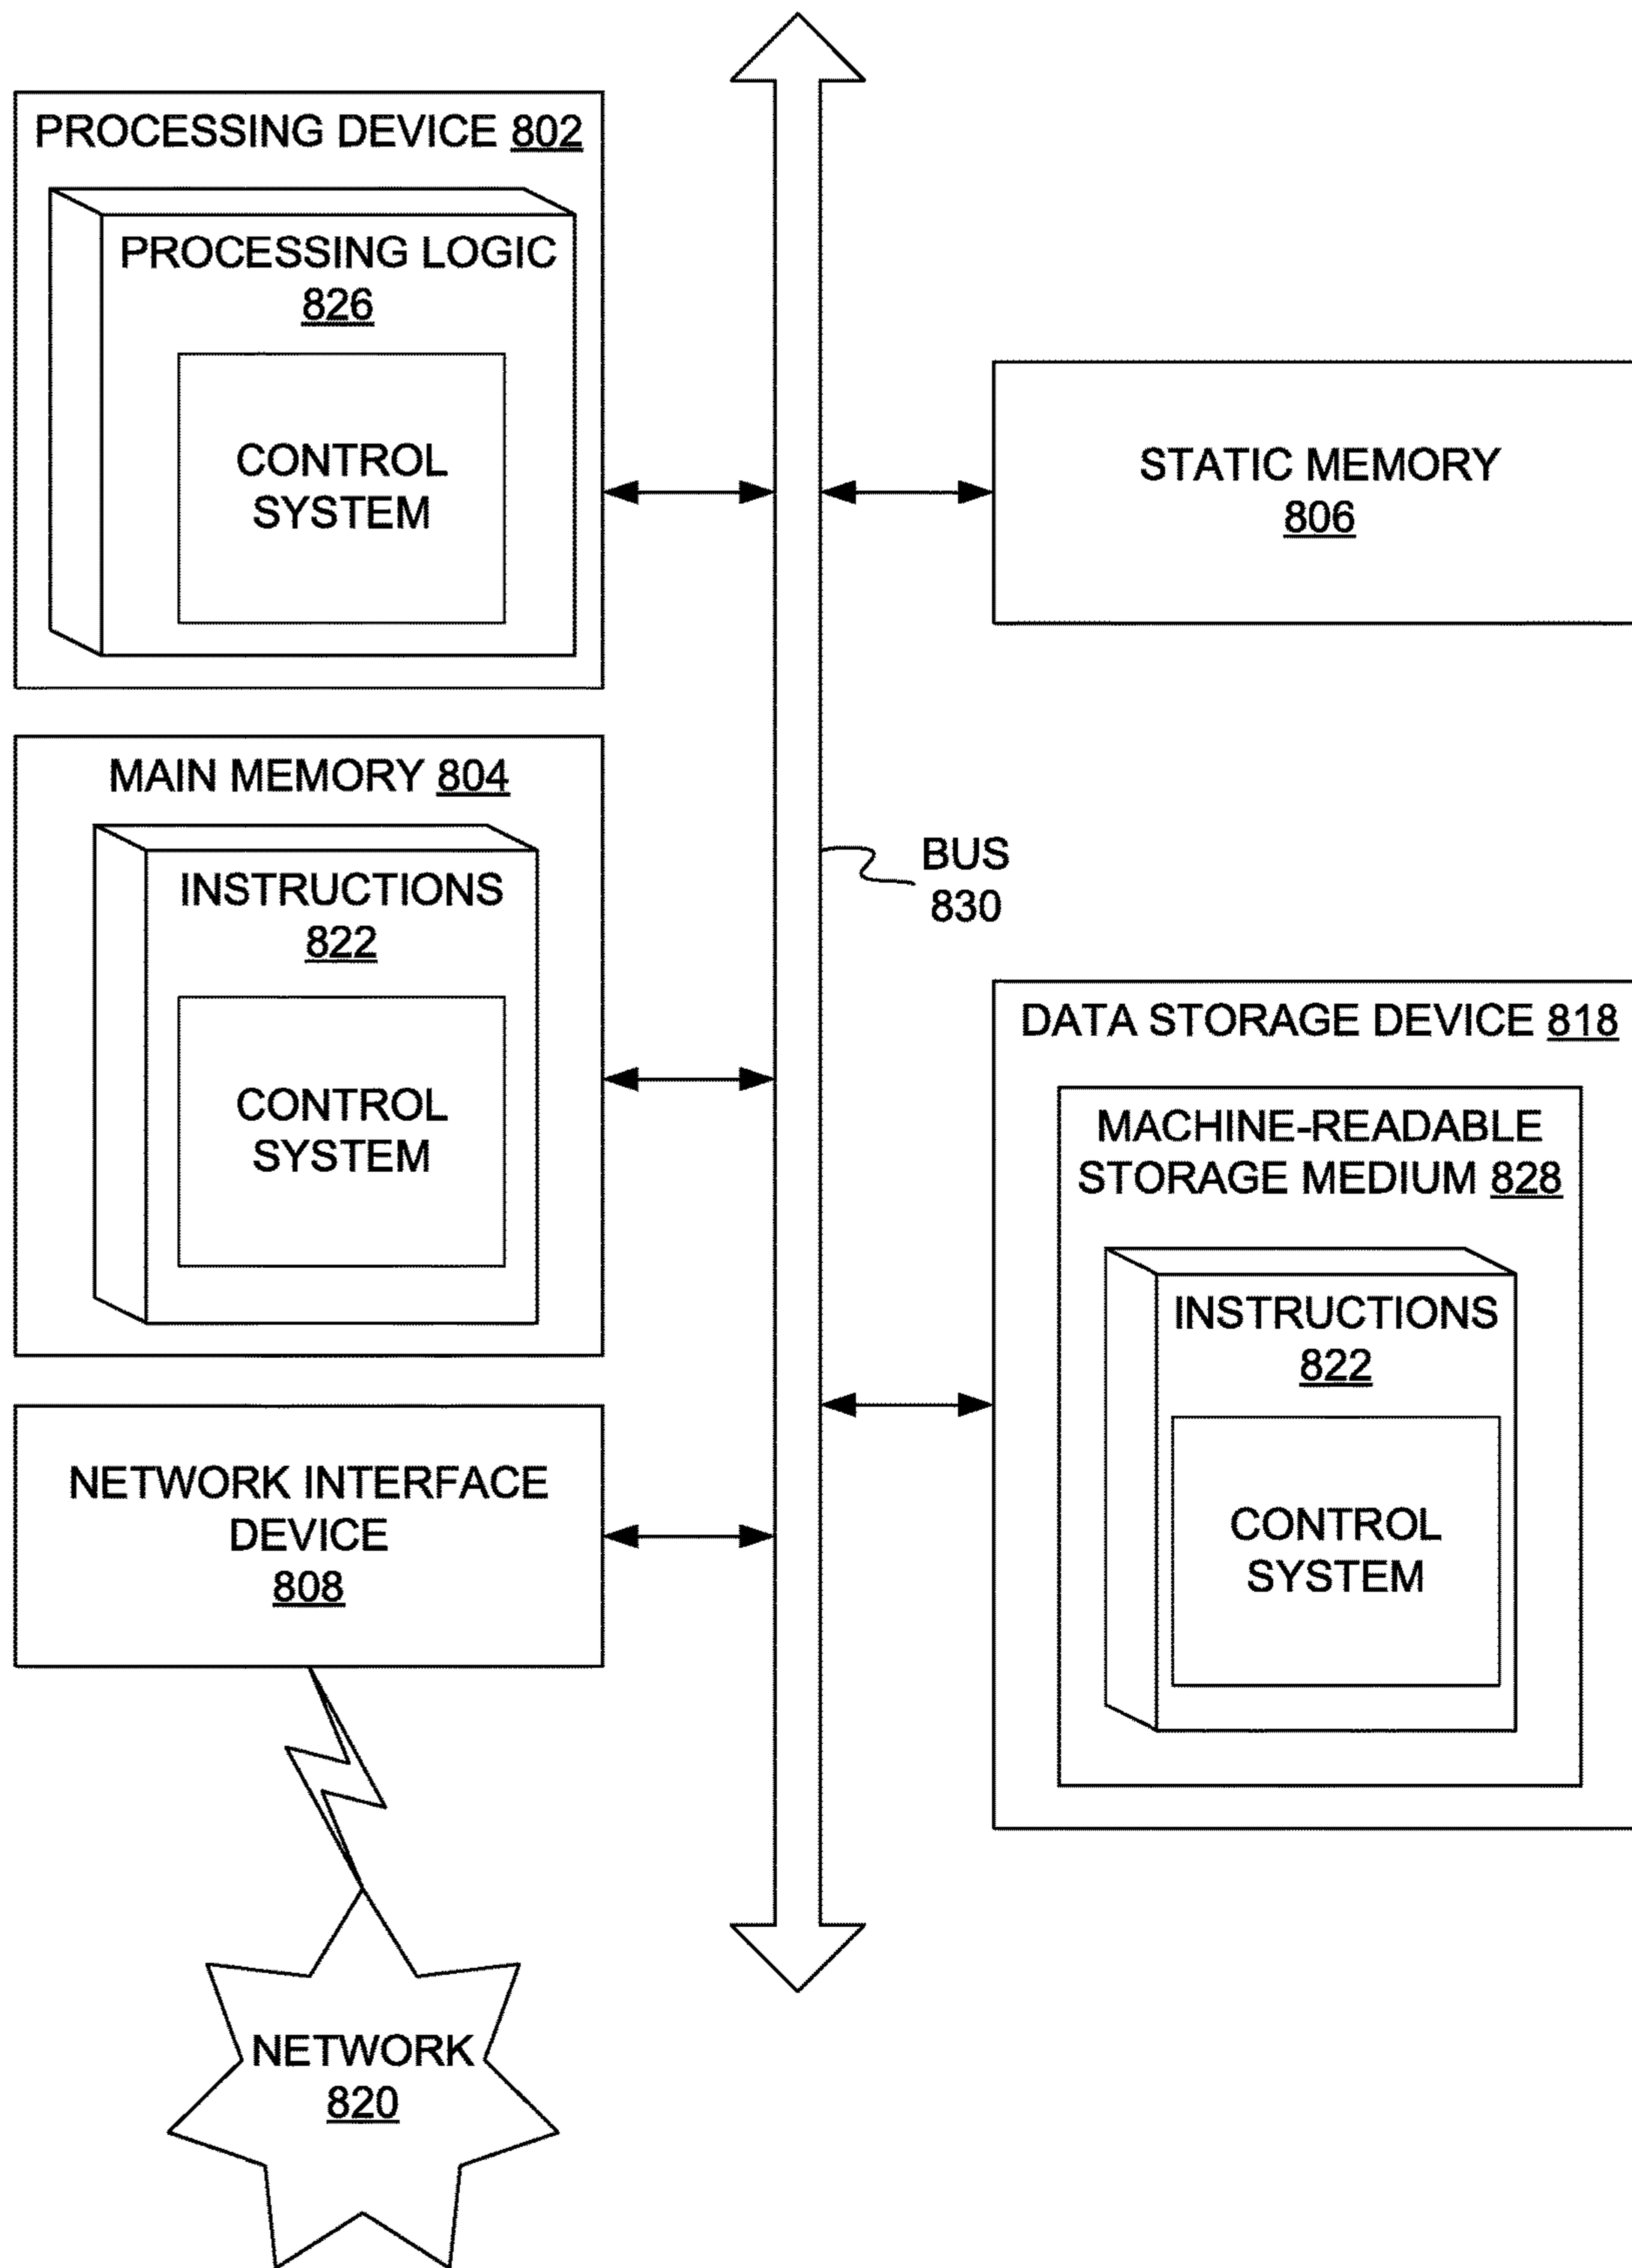 PROCESSING DEVICE 802
PROCESSING LOGIC
826
CONTROL
SYSTEM
STATIC MEMORY
806
MAIN MEMORY 804
INSTRUCTIONS
822
CONTROL
SYSTEM
BUS
830
DATA STORAGE DEVICE 818
MACHINE-READABLE
STORAGE MEDIUM 828
INSTRUCTIONS
822
CONTROL
SYSTEM
NETWORK INTERFACE
DEVICE
808
NETWORK
820